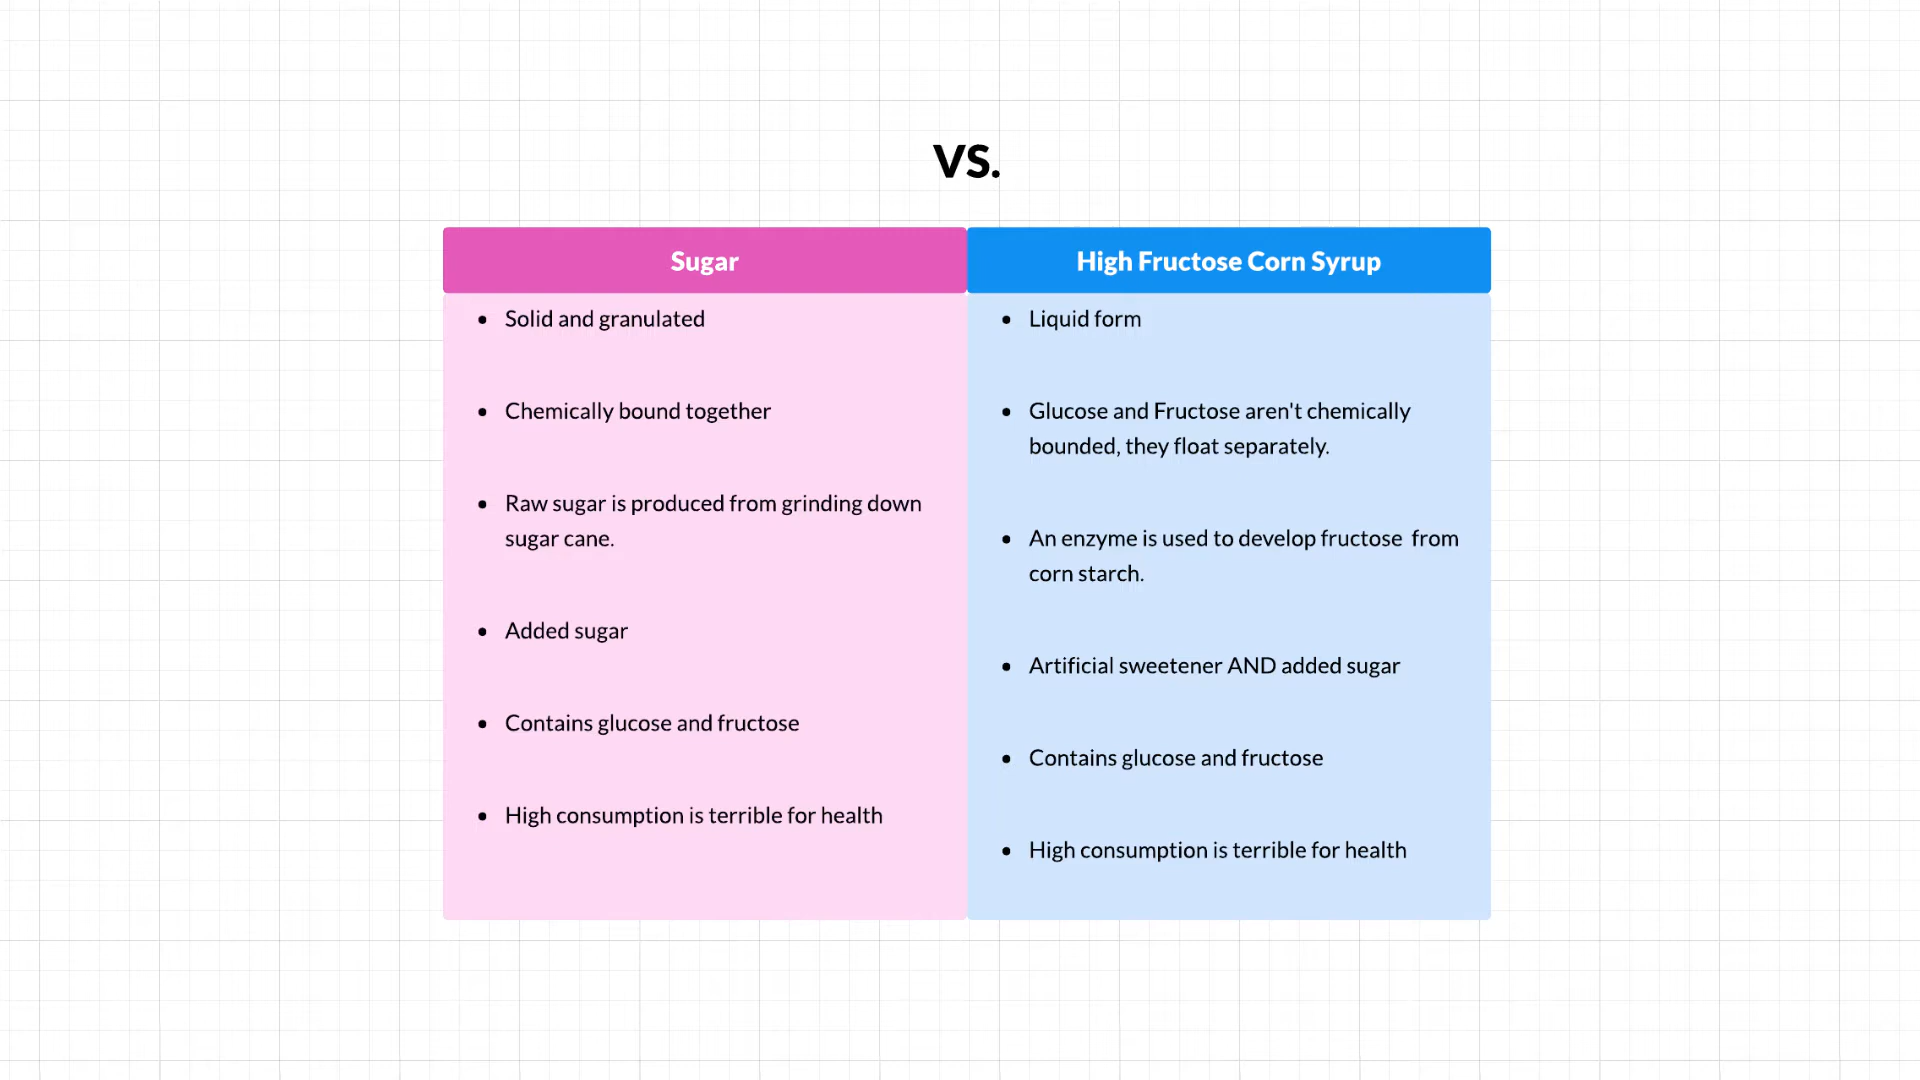 VS.
Sugar
Solid and granulated
Chemically bound together
Raw sugar is produced from grinding down
sugar cane.
Added sugar
Contains glucose and fructose
High consumption is terrible for health
High Fructose Corn Syrup
Liquid form
Glucose and Fructose aren't chemically
bounded, they float separately.
An enzyme is used to develop fructose  from
corn starch.
Artificial sweetener AND added sugar
Contains glucose and fructose
High consumption is terrible for health